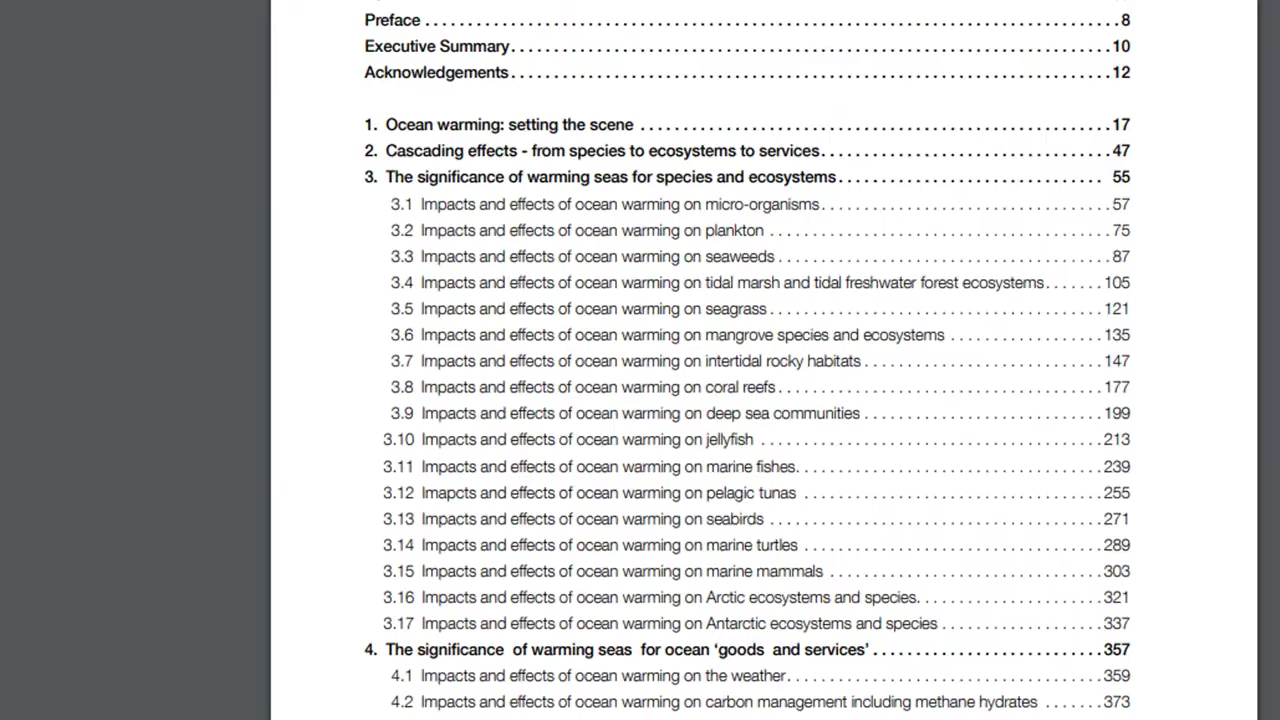 Preface . . . . . . . . . . . . . . . . . . . . . . . . . . . . . . . . . . . . . . . . 8
Executive Summary. . . . . . . . . . . . . . . . . . . . . . . . . . . . . . . . . . . . 10
Acknowledgements . . . . . . . . . . . . . . . . . . . . . . . . . . . . . . . . . . . . 12
1. Ocean warming: setting the scene . . . . . . . . . . . . . . . . . . . . . . . . . . . . 17
2. Cascading effects - from species to ecosystems to services. . . . . . . . . . . . . . . . 47
3. The significance of warming seas for species and ecosystems . . . . . . . . . . . . . . . 55
3.1 Impacts and effects of ocean warming on micro-organisms. . . . . . . . . . . . . . . . 57
3.2 Impacts and effects of ocean warming on plankton . . . . . . . . . . . . . . . . . . . 75
3.3 Impacts and effects of ocean warming on seaweeds . . . . . . . . . . . . . . . . . . . 87
3.4 Impacts and effects of ocean warming on tidal marsh and tidal freshwater forest ecosystems. . . . . . . 105
3.5 Impacts and effects of ocean warming on seagrass . . . . . . . . . . . . . . . . . . . 121
3.6 Impacts and effects of ocean warming on mangrove species and ecosystems . . . . . . . . . . . 135
3.7 Impacts and effects of ocean warming on intertidal rocky habitats . . . . . . . . . . . . . . 147
3.8 Impacts and effects of ocean warming on coral reefs . . . . . . . . . . . . . . . . . . . 177
3.9 Impacts and effects of ocean warming on deep sea communities . . . . . . . . . . . . . . 199
3.10 Impacts and effects of ocean warming on jellyfish . . . . . . . . . . . . . . . . . . . 213
3.11 Impacts and effects of ocean warming on marine fishes. . . . . . . . . . . . . . . . . . 239
3.12 Imapcts and effects of ocean warming on pelagic tunas . . . . . . . . . . . . . . . . . 255
3.13 Impacts and effects of ocean warming on seabirds . . . . . . . . . . . . . . . . . . . 271
3.14 Impacts and effects of ocean warming on marine turtles . . . . . . . . . . . . . . . . . 289
3.15 Impacts and effects of ocean warming on marine mammals . . . . . . . . . . . . . . . . 303
3.16 Impacts and effects of ocean warming on Arctic ecosystems and species. . . . . . . . . . . . 321
3.17 Impacts and effects of ocean warming on Antarctic ecosystems and species . . . . . . . . . . . 337
4. The significance of warming seas for ocean ‘goods and services’ . . . . . . . . . . . . . . 357
4.1 Impacts and effects of ocean warming on the weather. . . . . . . . . . . . . . . . . . . 359
4.2 Impacts and effects of ocean warming on carbon management including methane hydrates . . . . . . . 373